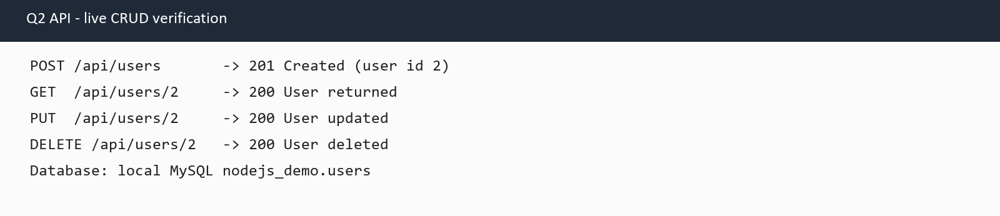 Q2 API - live CRUD verification
POST /api/users       -> 201 Created (user id 2)
GET  /api/users/2     -> 200 User returned
PUT  /api/users/2     -> 200 User updated
DELETE /api/users/2   -> 200 User deleted
Database: local MySQL nodejs_demo.users